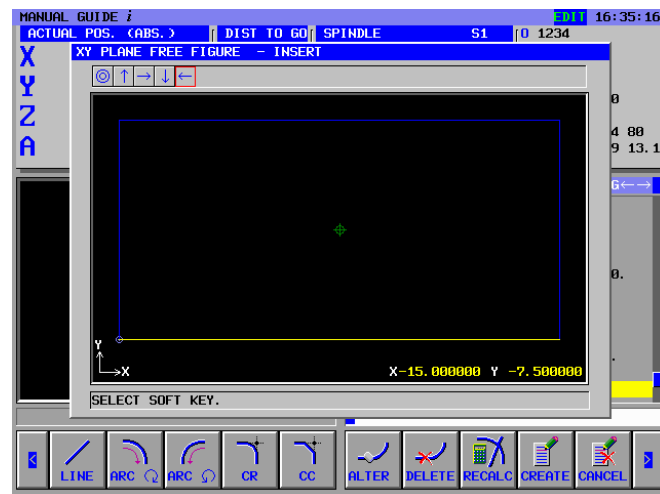 MANUAL GUIDE i EDIT 16:35:16
ACTUAL POS. (ABS.) DIST TO GO SPINDLE S1 O 1234
XY PLANE FREE FIGURE - INSERT
X
Y
Z
A
0
4 80
9 13.1
G←→
0.
.
Y
X
X-15.000000 Y -7.500000
SELECT SOFT KEY.
LINE ARC ARC CR CC ALTER DELETE RECALC CREATE CANCEL